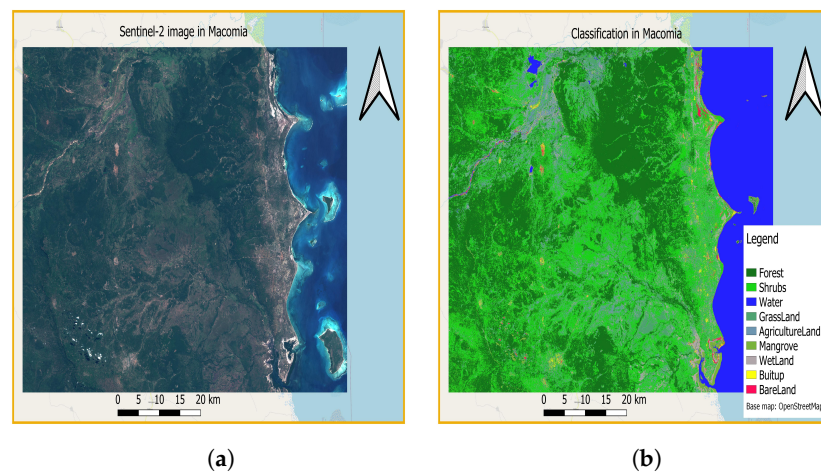 Sentinel-2 image in Macomia
0 5 10 15 20 km
(a)
Classification in Macomia
Legend
Forest
Shrubs
Water
GrassLand
AgricultureLand
Mangrove
WetLand
Buitup
BareLand
Base map: OpenStreetMap
0 5 10 15 20 km
(b)